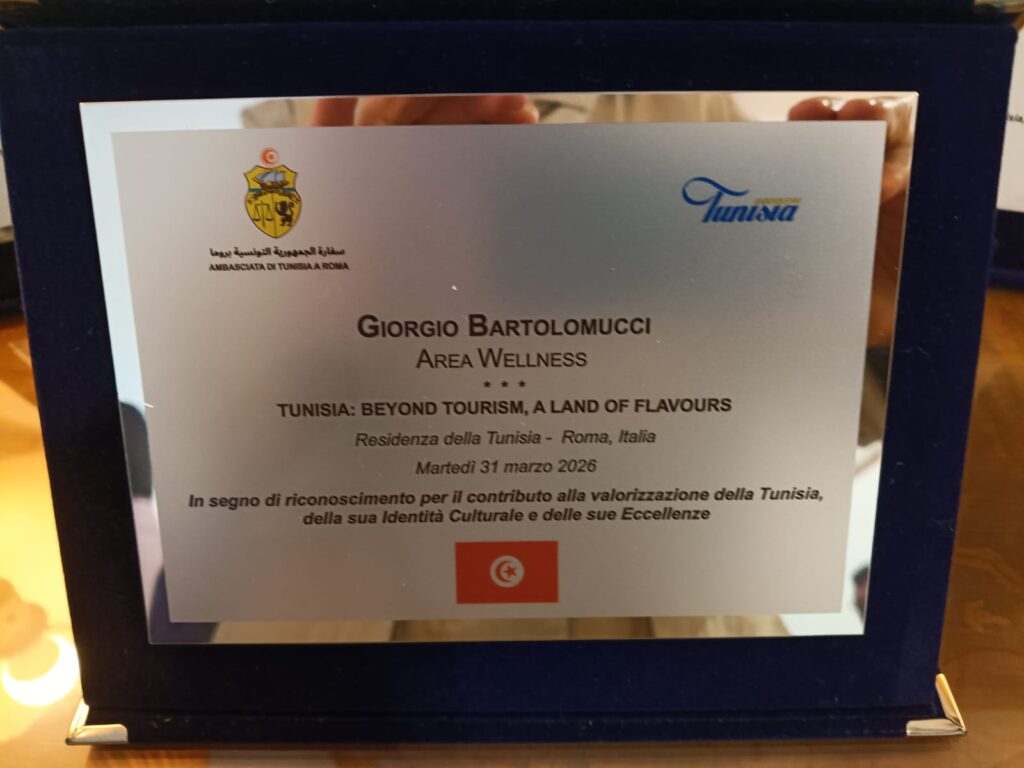 سفارة الجمهورية التونسية بروما
AMBASCIATA DI TUNISIA A ROMA
Tunisia
GIORGIO BARTOLOMUCCI
AREA WELLNESS
* * *
TUNISIA: BEYOND TOURISM, A LAND OF FLAVOURS
Residenza della Tunisia - Roma, Italia
Martedì 31 marzo 2026
In segno di riconoscimento per il contributo alla valorizzazione della Tunisia,
della sua Identità Culturale e delle sue Eccellenze